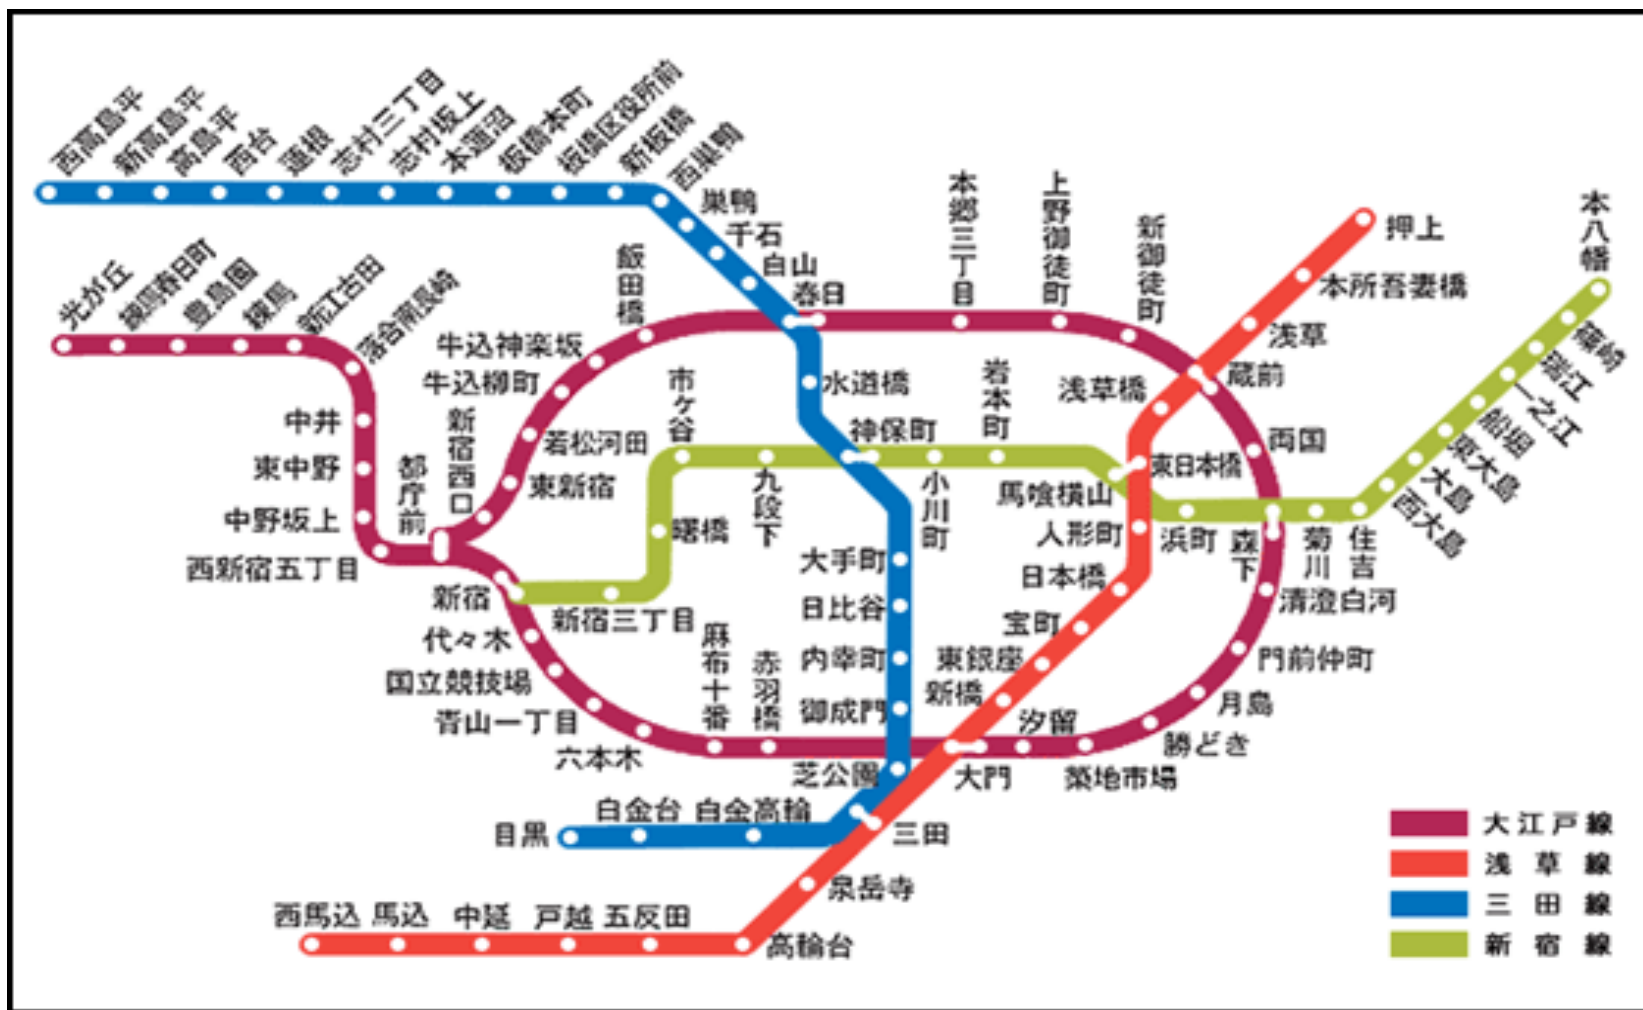 西高島平
新高島平
高島平
西台
蓮根
志村三丁目
志村坂上
本蓮沼
板橋本町
板橋区役所前
新板橋
西巣鴨
巣鴨
千石
白山
春日
水道橋
神保町
大手町
日比谷
内幸町
御成門
芝公園
三田
白金高輪
白金台
目黒
光が丘
練馬春日町
豊島園
練馬
新江古田
落合南長崎
中井
東中野
中野坂上
西新宿五丁目
都庁前
新宿西口
東新宿
若松河田
牛込柳町
牛込神楽坂
飯田橋
本郷三丁目
上野御徒町
新御徒町
蔵前
両国
森下
清澄白河
門前仲町
月島
勝どき
築地市場
汐留
大門
赤羽橋
麻布十番
六本木
青山一丁目
国立競技場
代々木
新宿
新宿三丁目
曙橋
市ヶ谷
九段下
小川町
岩本町
馬喰横山
浜町
菊川
住吉
西大島
大島
東大島
船堀
一之江
瑞江
篠崎
本八幡
押上
本所吾妻橋
浅草
浅草橋
東日本橋
人形町
日本橋
宝町
東銀座
新橋
泉岳寺
高輪台
五反田
戸越
中延
馬込
西馬込
大江戸線
浅草線
三田線
新宿線